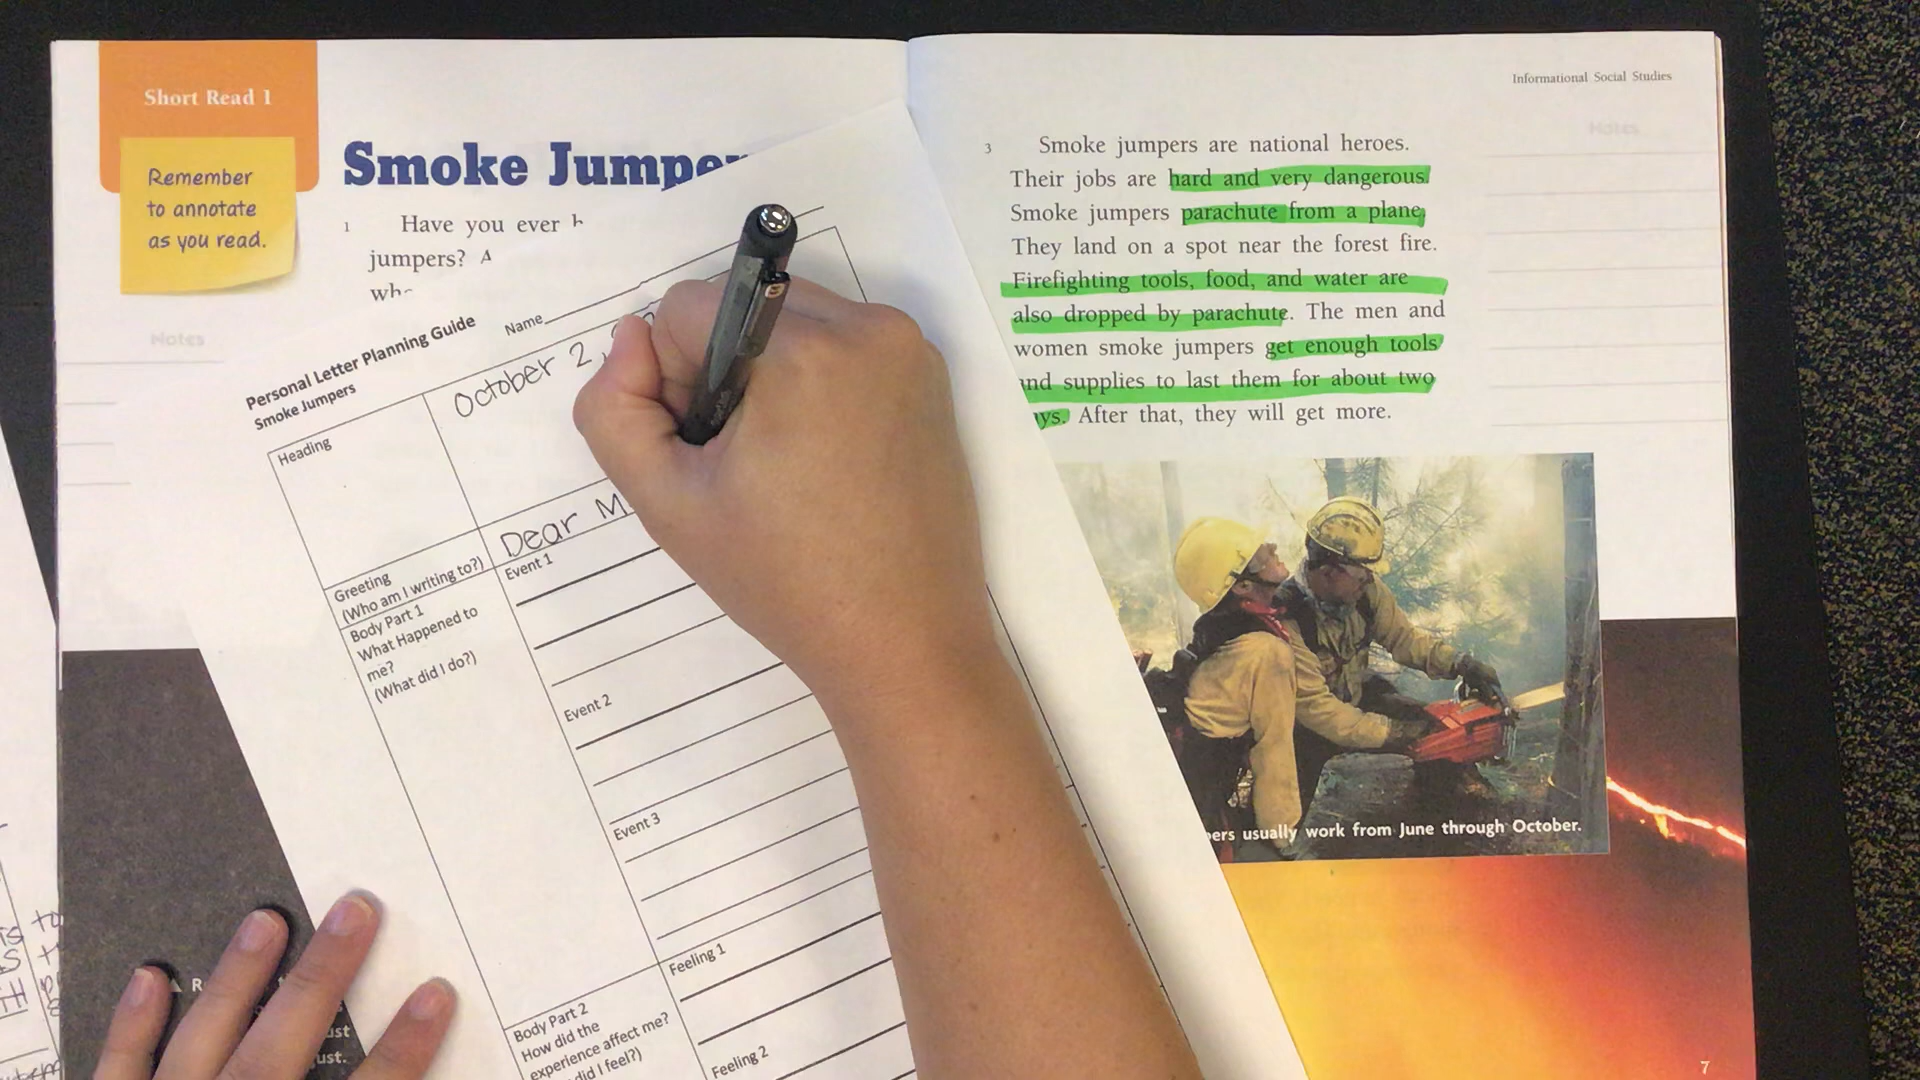 Short Read 1
Remember
to annotate
as you read.
Smoke
1 Have you ever
jumpers?
Notes
Personal Letter Planning Guide
Smoke Jumpers
Name
Heading
October 2,
Greeting
(Who am I writing to?)
Dear M
Body Part 1
What Happened to
me?
(What did I do?)
Event 1
Event 2
Event 3
Body Part 2
How did the
experience affect me?
did I feel?)
Feeling 1
Feeling 2
Informational Social Studies
Notes
3 Smoke jumpers are national heroes.
Their jobs are hard and very dangerous.
Smoke jumpers parachute from a plane.
They land on a spot near the forest fire.
Firefighting tools, food, and water are
also dropped by parachute. The men and
women smoke jumpers get enough tools
and supplies to last them for about two
After that, they will get more.
usually work from June through October.
7